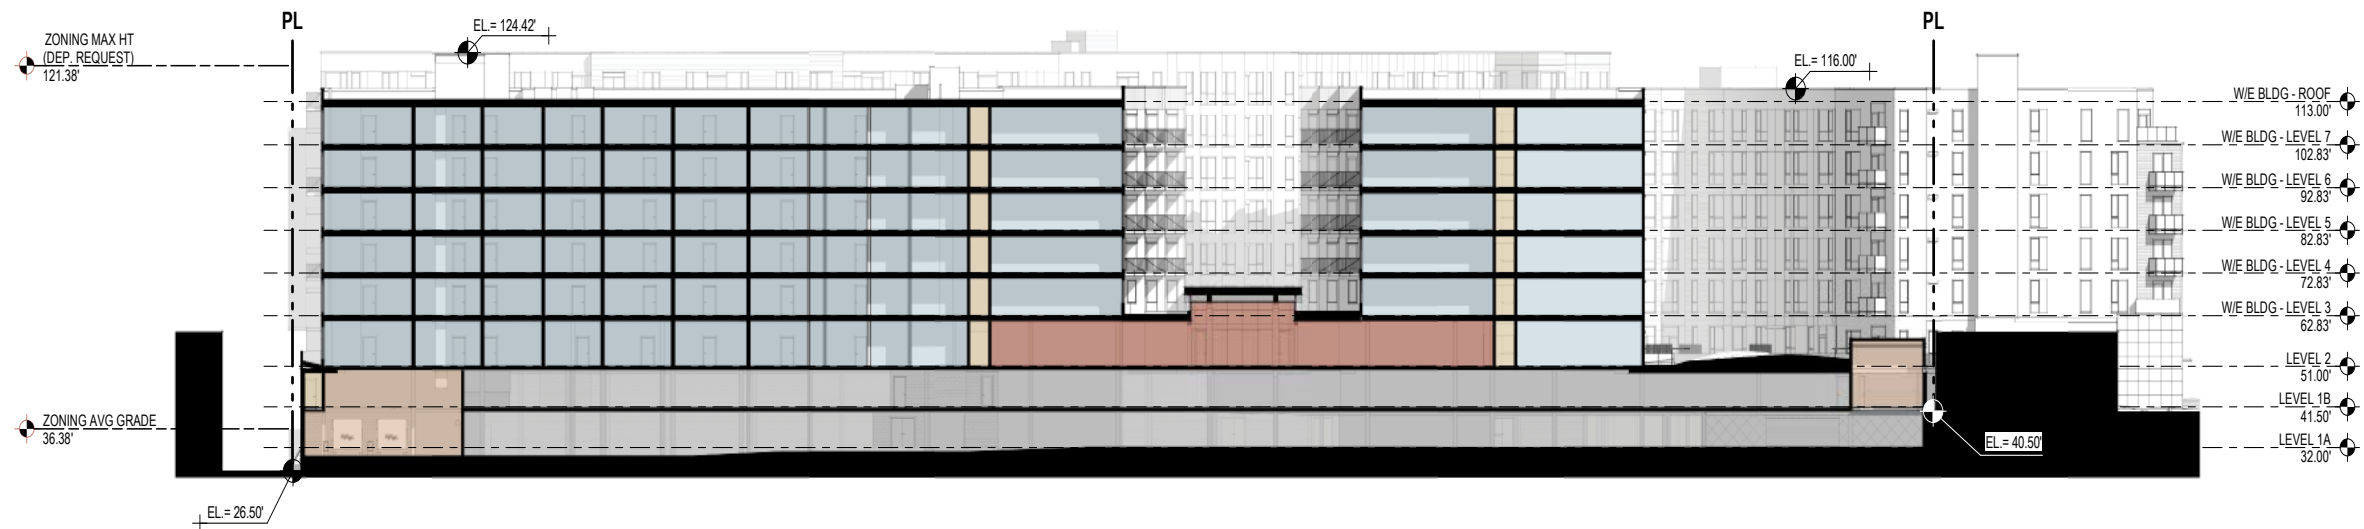 PL
PL
EL.= 124.42'
ZONING MAX HT
(DEP. REQUEST)
121.38'
EL.= 116.00'
W/E BLDG - ROOF
113.00'
W/E BLDG - LEVEL 7
102.83'
W/E BLDG - LEVEL 6
92.83'
W/E BLDG - LEVEL 5
82.83'
W/E BLDG - LEVEL 4
72.83'
W/E BLDG - LEVEL 3
62.83'
LEVEL 2
51.00'
LEVEL 1B
41.50'
ZONING AVG GRADE
36.38'
EL.= 40.50'
LEVEL 1A
32.00'
EL.= 26.50'